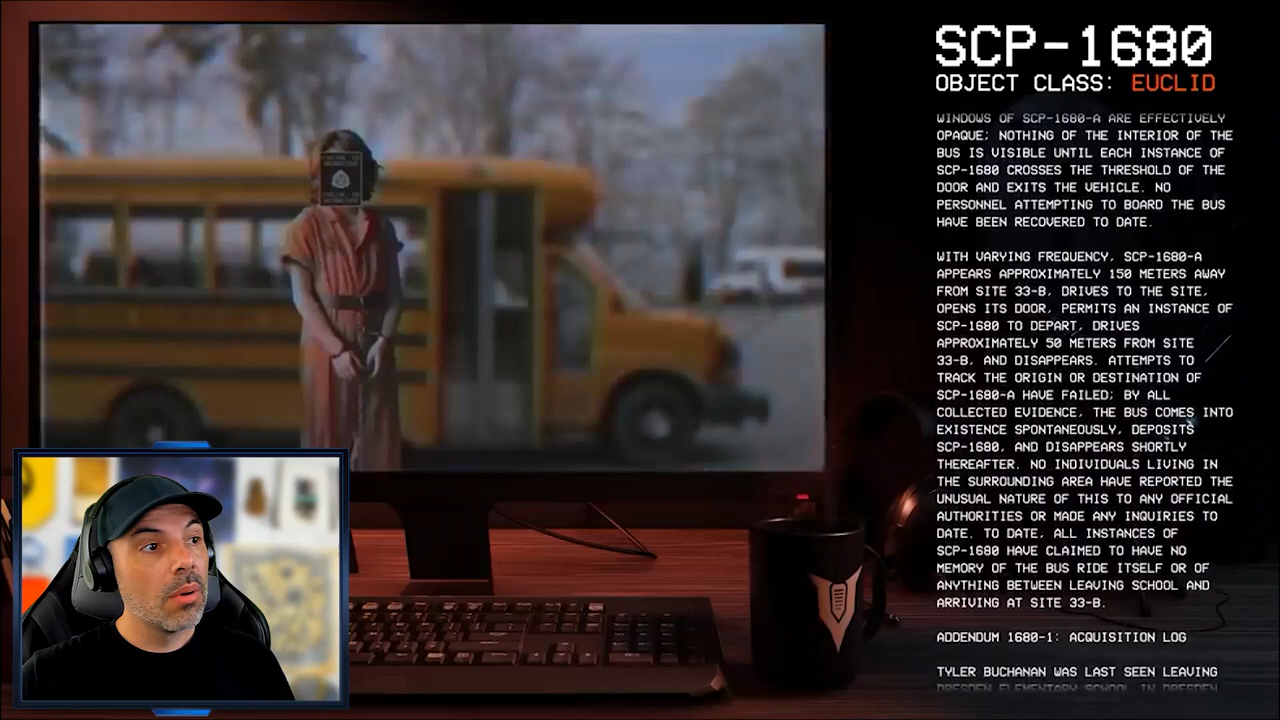 SCP-1680
OBJECT CLASS: EUCLID
WINDOWS OF SCP-1680-A ARE EFFECTIVELY
OPAQUE; NOTHING OF THE INTERIOR OF THE
BUS IS VISIBLE UNTIL EACH INSTANCE OF
SCP-1680 CROSSES THE THRESHOLD OF THE
DOOR AND EXITS THE VEHICLE. NO
PERSONNEL ATTEMPTING TO BOARD THE BUS
HAVE BEEN RECOVERED TO DATE.
WITH VARYING FREQUENCY, SCP-1680-A
APPEARS APPROXIMATELY 150 METERS AWAY
FROM SITE 33-B, DRIVES TO THE SITE,
OPENS ITS DOOR, PERMITS AN INSTANCE OF
SCP-1680 TO DEPART, DRIVES
APPROXIMATELY 50 METERS FROM SITE
33-B, AND DISAPPEARS. ATTEMPTS TO
TRACK THE ORIGIN OR DESTINATION OF
SCP-1680-A HAVE FAILED; BY ALL
COLLECTED EVIDENCE, THE BUS COMES INTO
EXISTENCE SPONTANEOUSLY, DEPOSITS
SCP-1680, AND DISAPPEARS SHORTLY
THEREAFTER. NO INDIVIDUALS LIVING IN
THE SURROUNDING AREA HAVE REPORTED THE
UNUSUAL NATURE OF THIS TO ANY OFFICIAL
AUTHORITIES OR MADE ANY INQUIRIES TO
DATE. TO DATE, ALL INSTANCES OF
SCP-1680 HAVE CLAIMED TO HAVE NO
MEMORY OF THE BUS RIDE ITSELF OR OF
ANYTHING BETWEEN LEAVING SCHOOL AND
ARRIVING AT SITE 33-B.
ADDENDUM 1680-1: ACQUISITION LOG
TYLER BUCHANAN WAS LAST SEEN LEAVING
DRESDEN ELEMENTARY SCHOOL IN DRESDEN